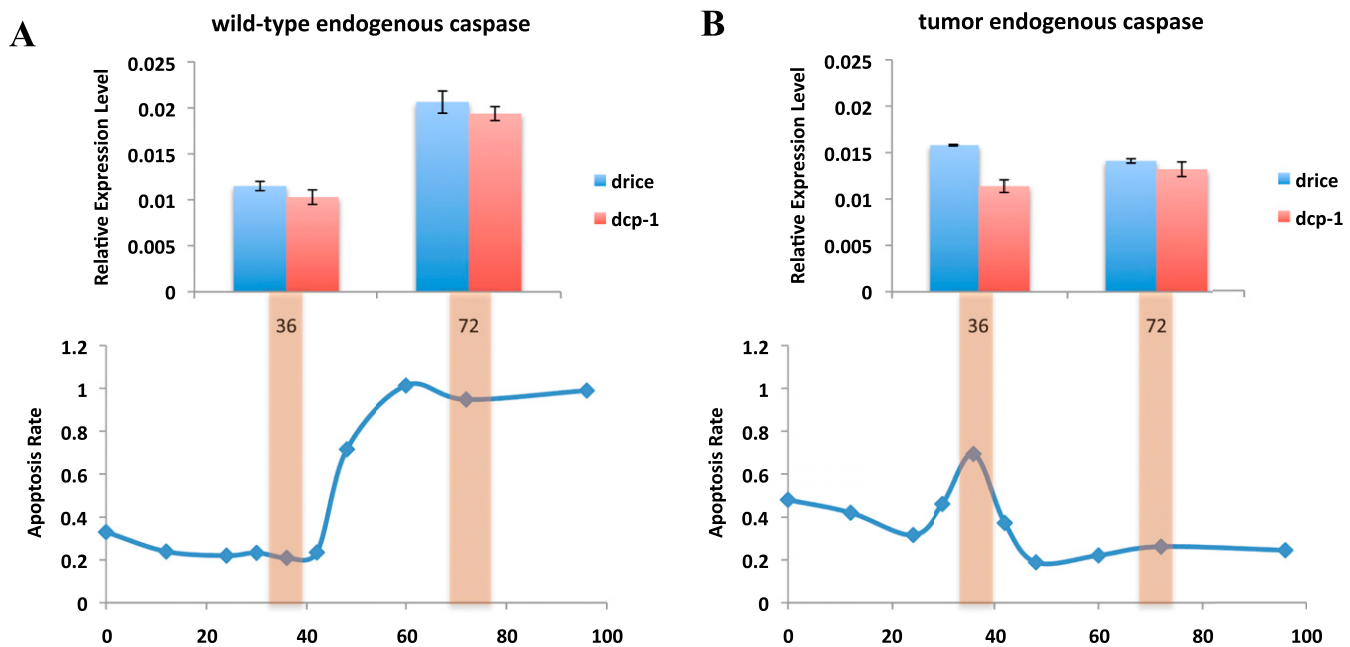 A
wild-type endogenous caspase
Relative Expression Level
0.025
0.02
0.015
0.01
0.005
0
drice
dcp-1
36
72
Apoptosis Rate
1.2
1
0.8
0.6
0.4
0.2
0
0 20 40 60 80 100
B
tumor endogenous caspase
Relative Expression Level
0.025
0.02
0.015
0.01
0.005
0
drice
dcp-1
36
72
Apoptosis Rate
1.2
1
0.8
0.6
0.4
0.2
0
0 20 40 60 80 100